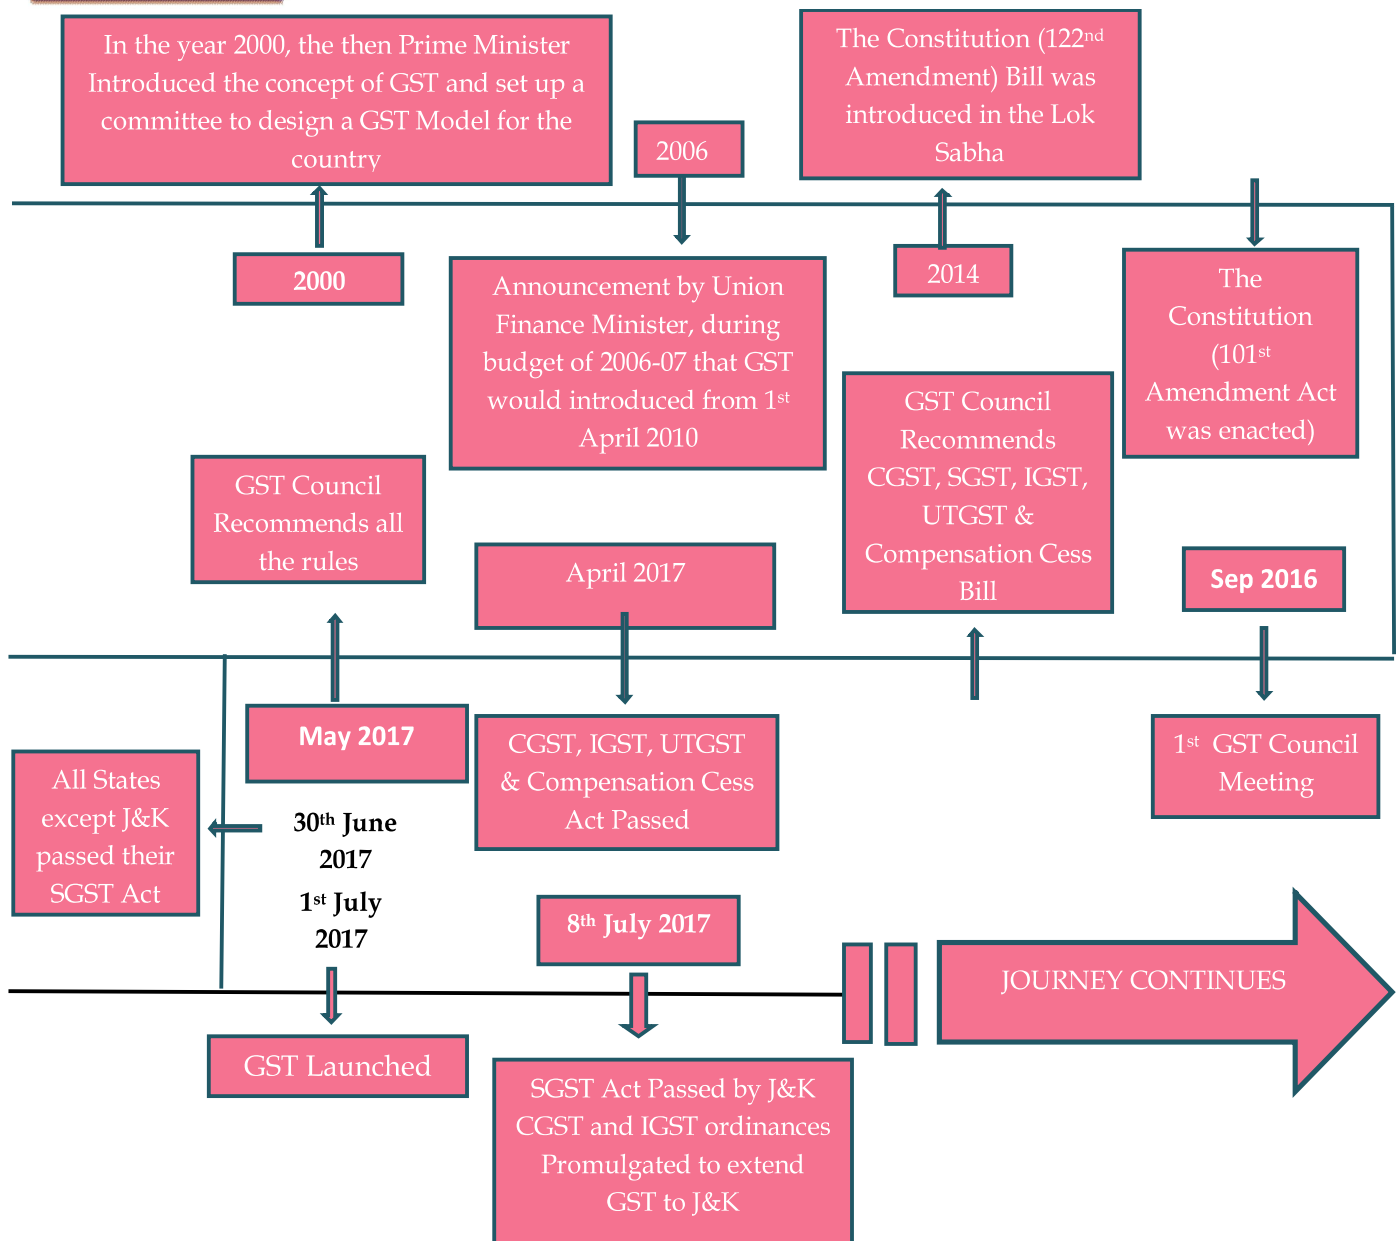 In the year 2000, the then Prime Minister
Introduced the concept of GST and set up a
committee to design a GST Model for the
country
2000
2006
Announcement by Union
Finance Minister, during
budget of 2006-07 that GST
would introduced from 1st
April 2010
The Constitution (122nd
Amendment) Bill was
introduced in the Lok
Sabha
2014
The
Constitution
(101st
Amendment Act
was enacted)
Sep 2016
1st GST Council
Meeting
GST Council
Recommends
CGST, SGST, IGST,
UTGST &
Compensation Cess
Bill
April 2017
CGST, IGST, UTGST
& Compensation Cess
Act Passed
GST Council
Recommends all
the rules
May 2017
30th June
2017
All States
except J&K
passed their
SGST Act
1st July
2017
GST Launched
8th July 2017
SGST Act Passed by J&K
CGST and IGST ordinances
Promulgated to extend
GST to J&K
JOURNEY CONTINUES